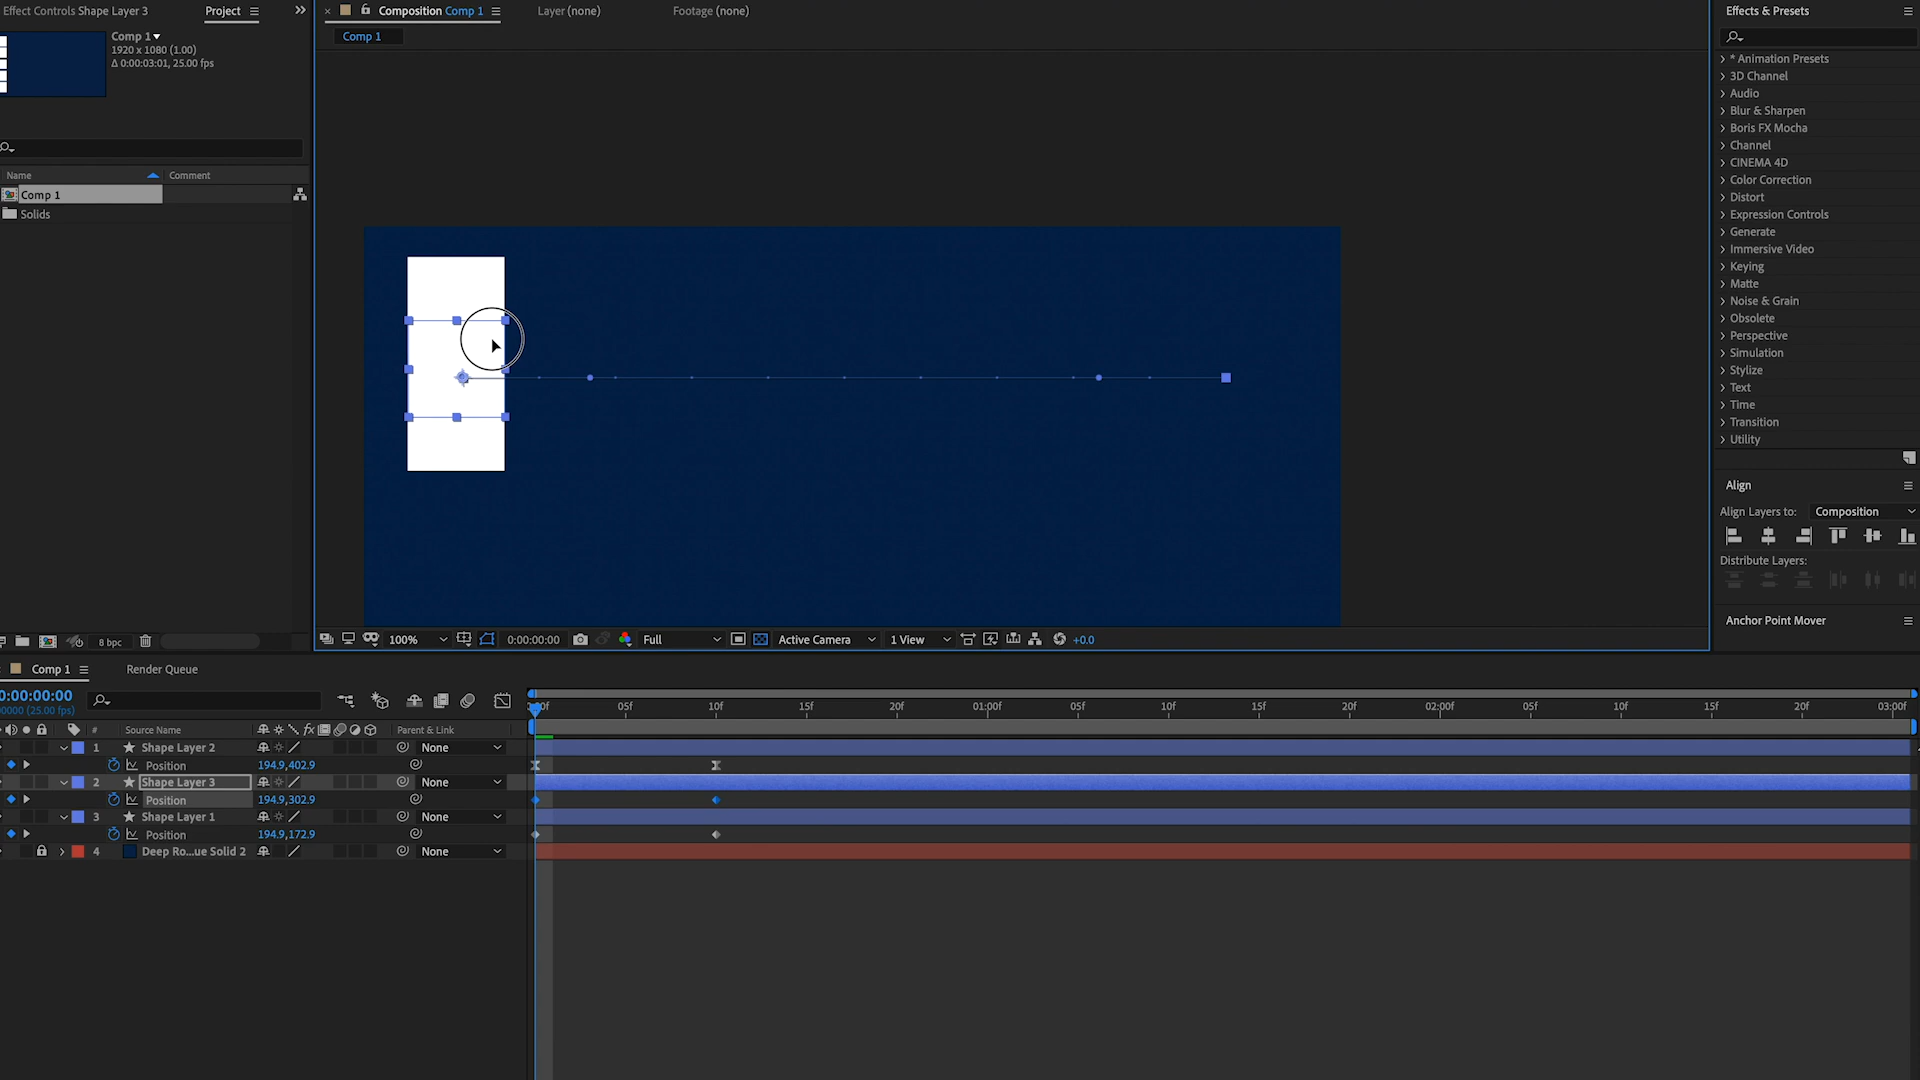 Effect Controls Shape Layer 3
Project
Composition Comp 1
Layer (none)
Footage (none)
Effects & Presets
Comp 1
1920 x 1080 (1.00)
Δ 0:00:03:01, 25.00 fps
Comp 1
* Animation Presets
3D Channel
Audio
Blur & Sharpen
Boris FX Mocha
Channel
CINEMA 4D
Color Correction
Distort
Expression Controls
Generate
Immersive Video
Keying
Matte
Noise & Grain
Obsolete
Perspective
Simulation
Stylize
Text
Time
Transition
Utility
Name
Comment
Comp 1
Solids
Align
Align Layers to: Composition
Distribute Layers:
Anchor Point Mover
8 bpc
100%
0:00:00:00
Full
Active Camera
1 View
+0.0
Comp 1
Render Queue
0:00:00:00
00000 (25.00 fps)
:00f 05f 10f 15f 20f 01:00f 05f 10f 15f 20f 02:00f 05f 10f 15f 20f 03:00f
# Source Name fx Parent & Link
1 Shape Layer 2 None
Position 194.9,402.9
2 Shape Layer 3 None
Position 194.9,302.9
3 Shape Layer 1 None
Position 194.9,172.9
4 Deep Ro...ue Solid 2 None